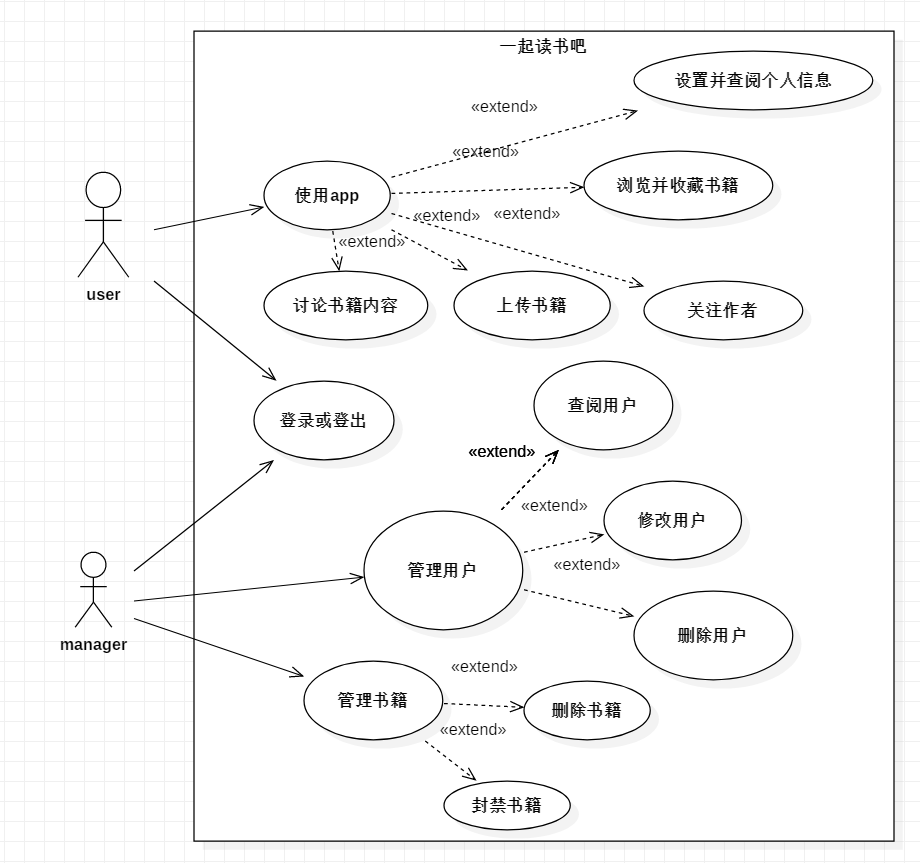 一起读书吧
设置并查阅个人信息
«extend»
«extend»
使用app
浏览并收藏书籍
«extend»
«extend»
«extend»
user
讨论书籍内容
上传书籍
关注作者
登录或登出
查阅用户
«extend»
«extend»
修改用户
管理用户
«extend»
删除用户
manager
«extend»
管理书籍
删除书籍
«extend»
封禁书籍